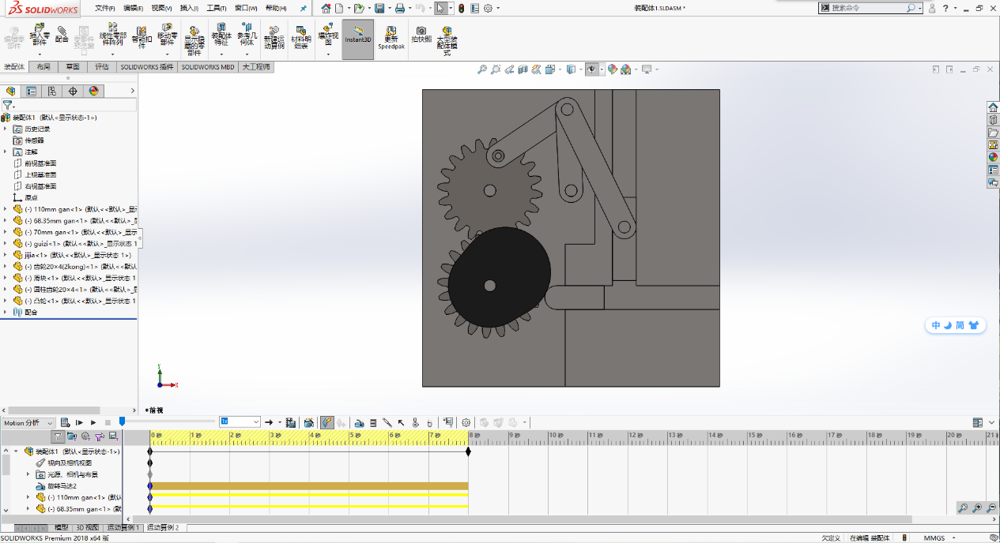 SOLIDWORKS 文件(F) 编辑(E) 视图(V) 插入(I) 工具(T) 窗口(W) 帮助(H) 装配体1.SLDASM * 搜索命令
编辑零部件 插入零部件 配合 零部件预览窗口 线性零部件阵列 智能扣件 移动零部件 显示隐藏的零部件 装配体特征 参考几何体 新建运动算例 材料明细表 爆炸视图 Instant3D 更新 Speedpak 拍快照 大型装配体模式
装配体 布局 草图 评估 SOLIDWORKS 插件 SOLIDWORKS MBD 大工程师
装配体1 (默认<显示状态-1>)
历史记录
传感器
注解
前视基准面
上视基准面
右视基准面
原点
(-) 110mm gan<1> (默认<<默认>_显示
(-) 68.35mm gan<1> (默认<<默认>_
(-) 70mm gan<1> (默认<<默认>_显示
(-) guizi<1> (默认<<默认>_显示状态 1
jijia<1> (默认<<默认>_显示状态 1>)
(-) 齿轮20×4(2kong)<1> (默认<<默认
(-) 滑块<1> (默认<<默认>_显示状态 1
(-) 圆柱齿轮20×4<1> (默认<<默认>_
(-) 凸轮<1> (默认<<默认>_显示状态 1
配合
中 简
Y
X
*前视
Motion 分析 1x
0 秒 1 秒 2 秒 3 秒 4 秒 5 秒 6 秒 7 秒 8 秒 9 秒 10 秒 11 秒 12 秒 13 秒 14 秒 15 秒 16 秒 17 秒 18 秒 19 秒 20 秒 21
装配体1 (默认<显示状态-1>)
视向及相机视图
光源、相机与布景
旋转马达2
(-) 110mm gan<1> (默认
(-) 68.35mm gan<1> (默
模型 3D 视图 运动算例 1 运动算例 2
SOLIDWORKS Premium 2018 x64 版 欠定义 在编辑 装配体 MMGS